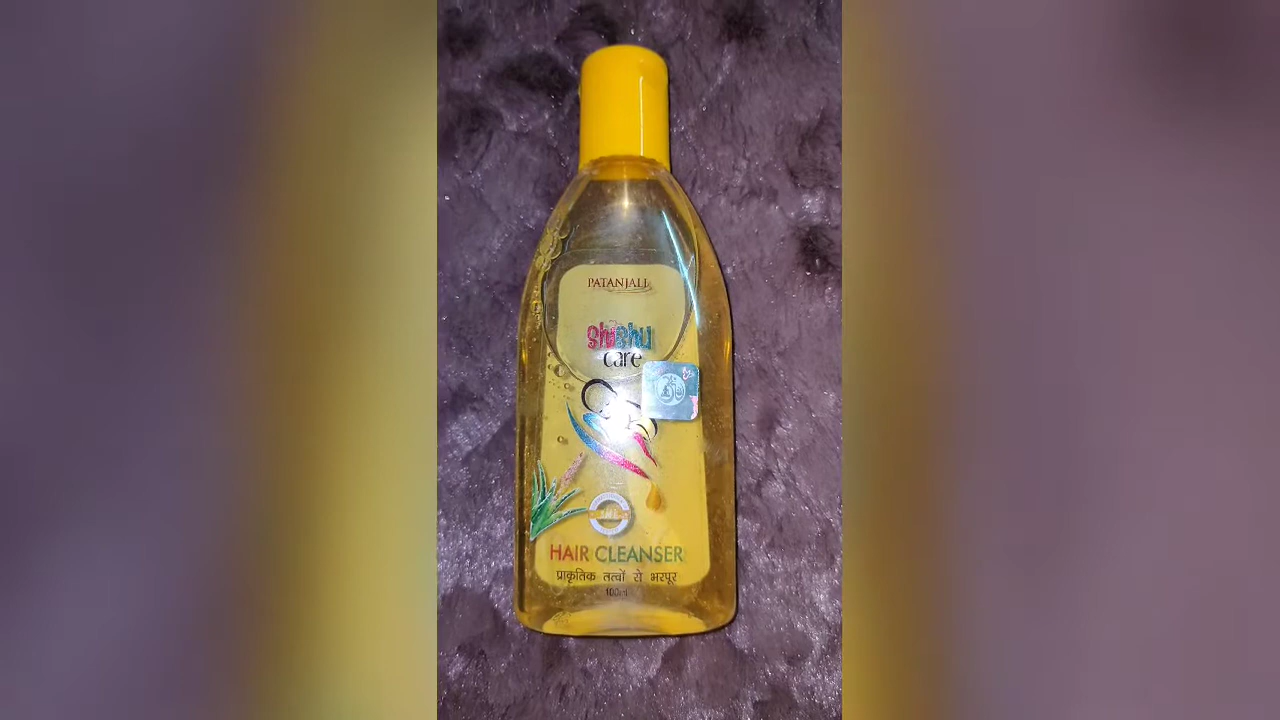 PATANJALI
shishu
care
HAIR CLEANSER
प्राकृतिक तत्वों से भरपूर
100ml